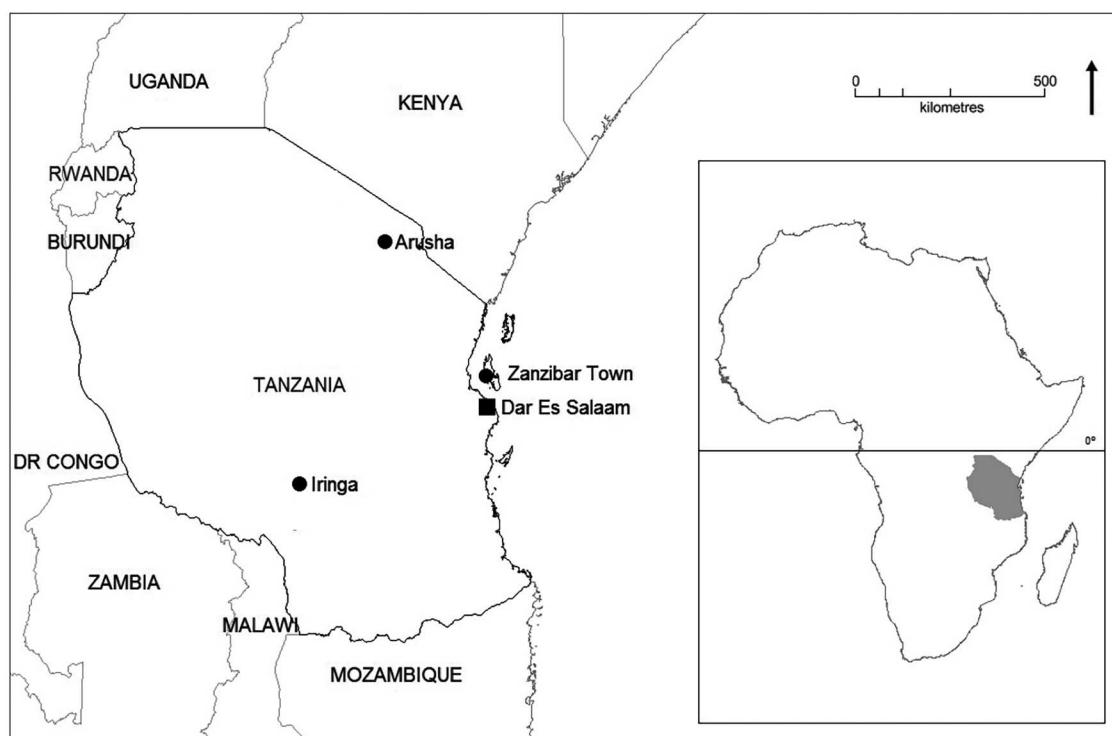 UGANDA
KENYA
0 500
kilometres
RWANDA
BURUNDI
Arusha
TANZANIA
Zanzibar Town
Dar Es Salaam
0°
DR CONGO
Iringa
ZAMBIA
MALAWI
MOZAMBIQUE